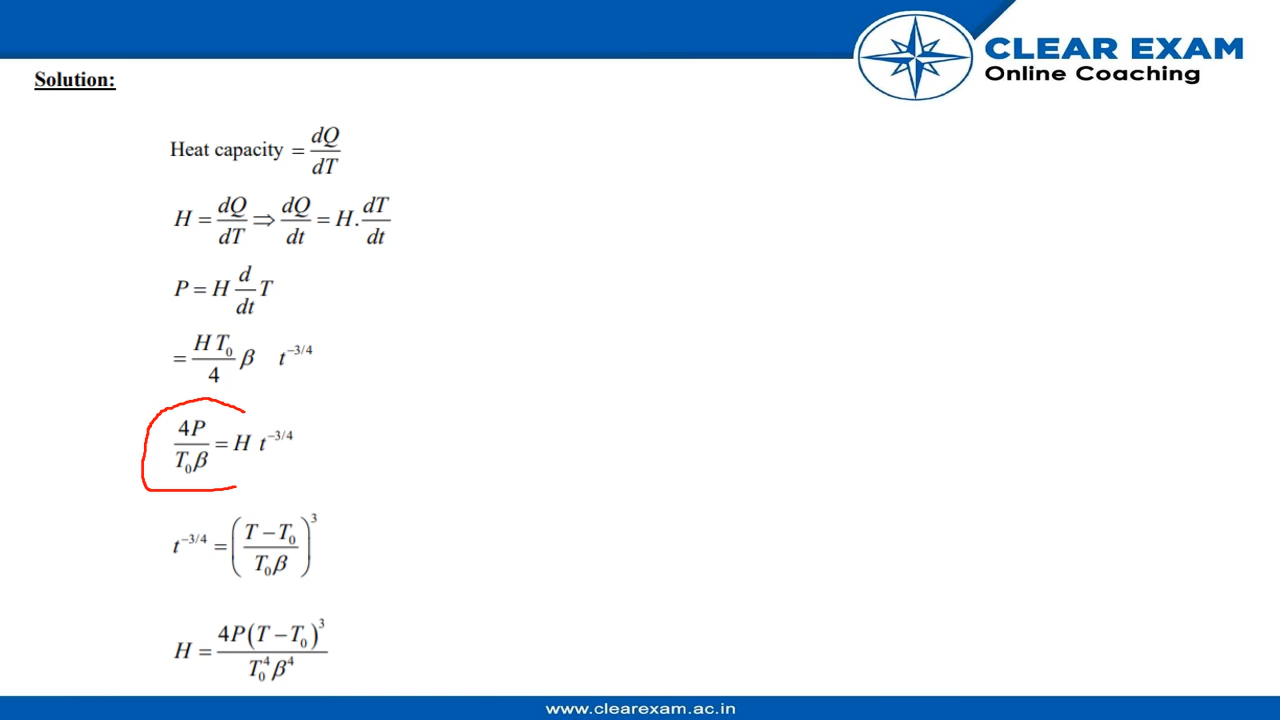 CLEAR EXAM
Online Coaching
Solution:
Heat capacity = dQ/dT
H = dQ/dT ⇒ dQ/dt = H. dT/dt
P = H d/dt T
= H T₀/4 β t^(-3/4)
4P/T₀β = H t^(-3/4)
t^(-3/4) = ((T − T₀)/T₀β)³
H = 4P(T − T₀)³/T₀⁴β⁴
www.clearexam.ac.in